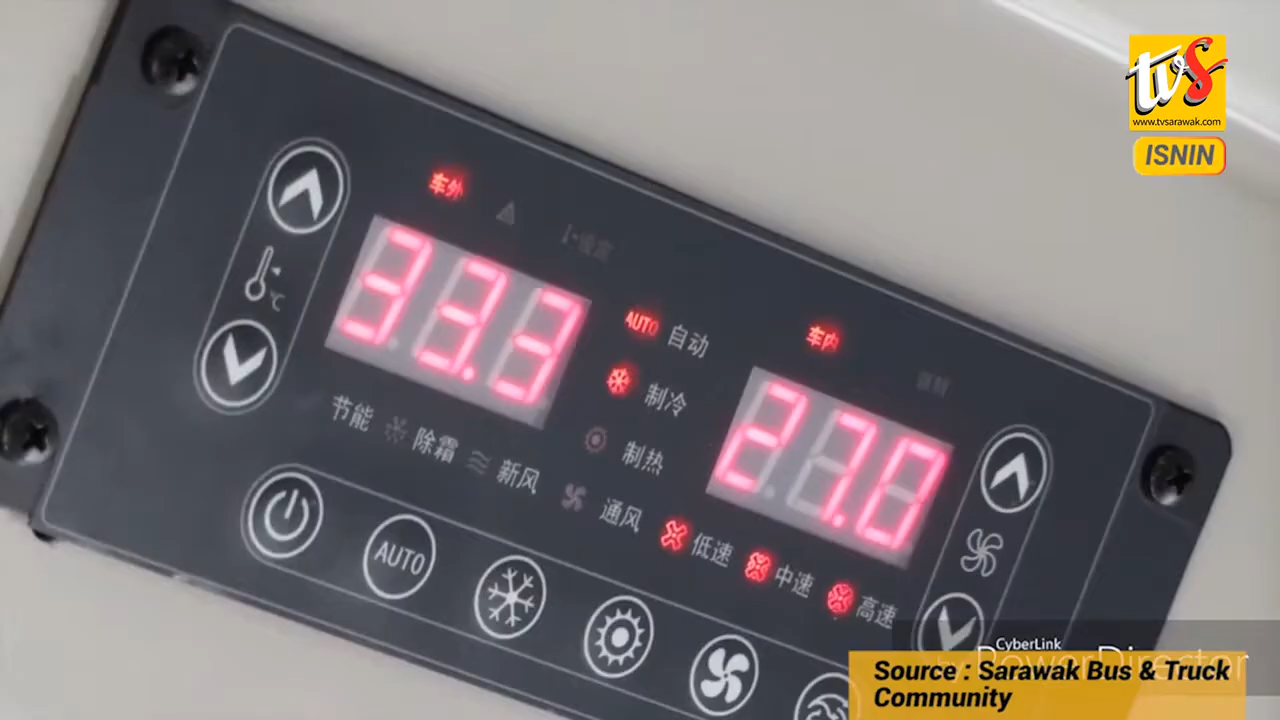 tvs
www.tvsarawak.com
ISNIN
车外
33.3
AUTO 自动
车内
制冷
27.0
℃
节能
除霜
制热
新风
通风
低速
中速
高速
AUTO
CyberLink
by PowerDirector
Source : Sarawak Bus & Truck
Community